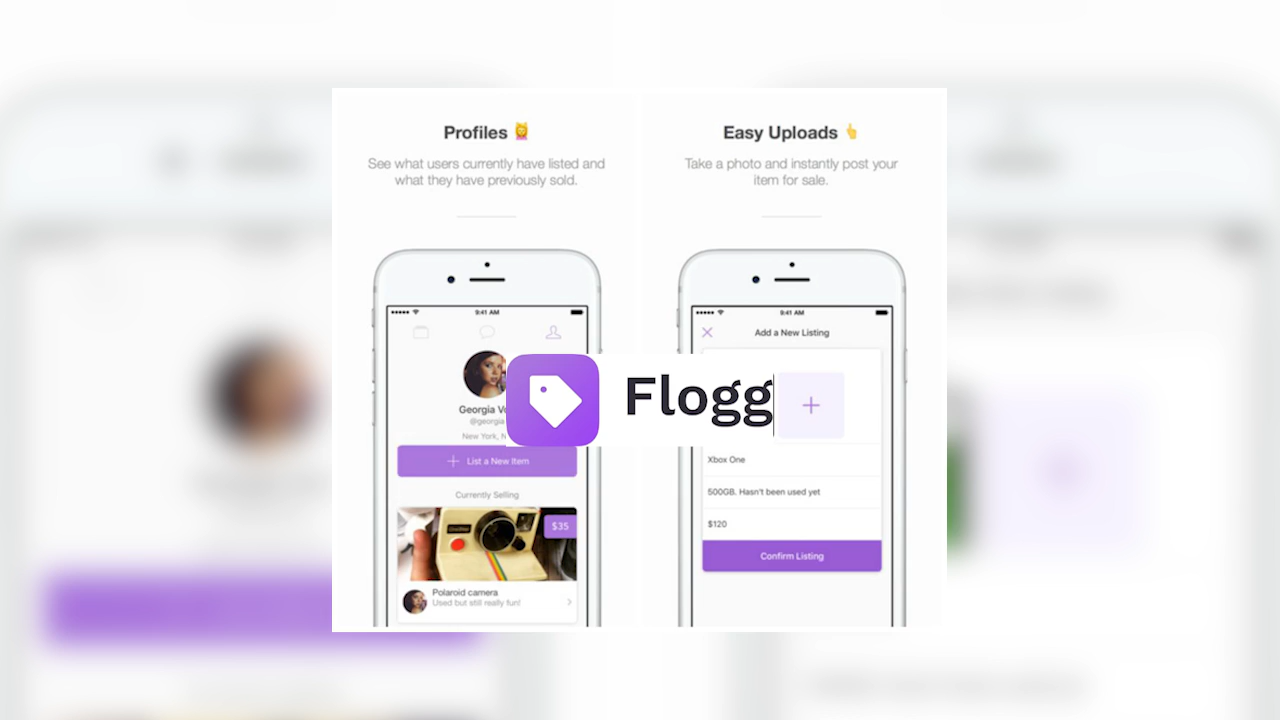 Profiles
See what users currently have listed and
what they have previously sold.
9:41 AM
Georgia V
@georgia
New York, N
+ List a New Item
Currently Selling
OneStep
$35
Polaroid camera
Used but still really fun!
Easy Uploads
Take a photo and instantly post your
item for sale.
9:41 AM
Add a New Listing
Xbox One
500GB. Hasn't been used yet
$120
Confirm Listing
Flogg